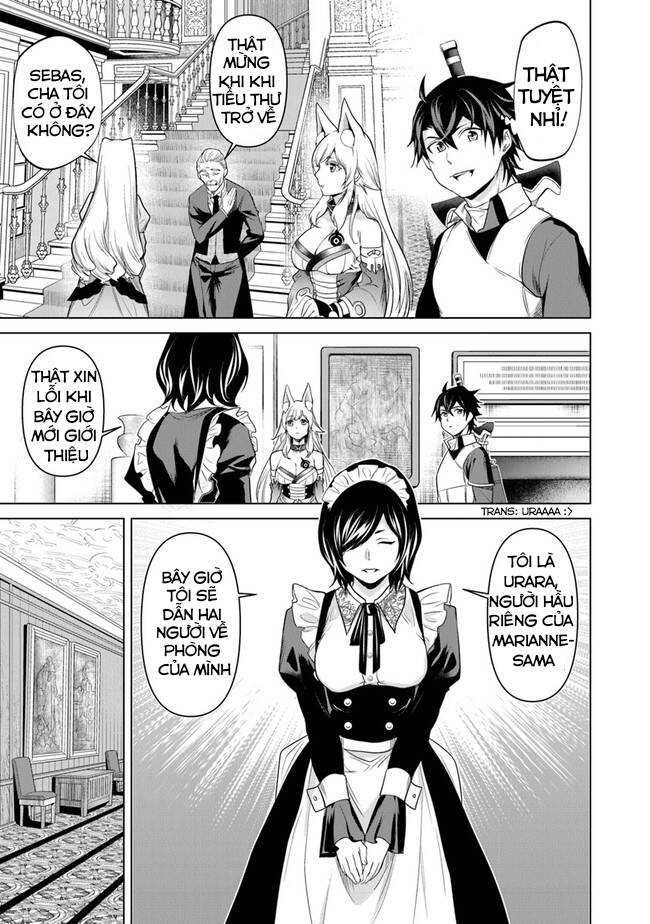 THẬT
TUYỆT
NHỈ!
THẬT
MỪNG
KHI KHI
TIỂU THƯ
TRỞ VỀ
SEBAS,
CHA TÔI
CÓ Ở ĐÂY
KHÔNG?
THẬT XIN
LỖI KHI
BÂY GIỜ
MỚI GIỚI
THIỆU
TRANS: URAAAA :>
TÔI LÀ
URARA,
NGƯỜI HẦU
RIÊNG CỦA
MARIANNE-
SAMA
BÂY GIỜ
TÔI SẼ
DẪN HAI
NGƯỜI VỀ
PHÒNG
CỦA MÌNH